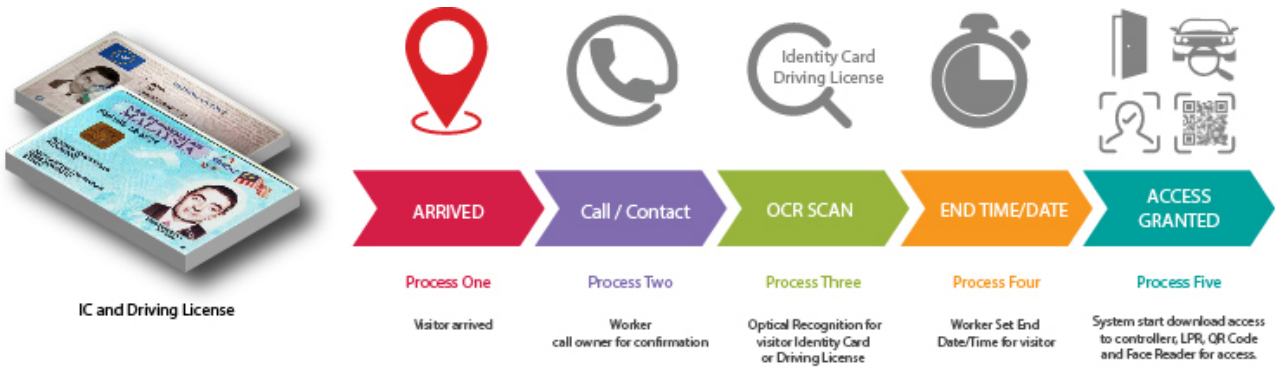 MALAYSIA
IC and Driving License
Identity Card
Driving License
ARRIVED
Call / Contact
OCR SCAN
END TIME/DATE
ACCESS
GRANTED
Process One
Process Two
Process Three
Process Four
Process Five
Visitor arrived
Worker
call owner for confirmation
Optical Recognition for
visitor Identity Card
or Driving License
Worker Set End
Date/Time for visitor
System start download access
to controllerr, LPR, QR Code
and Face Reader for access.